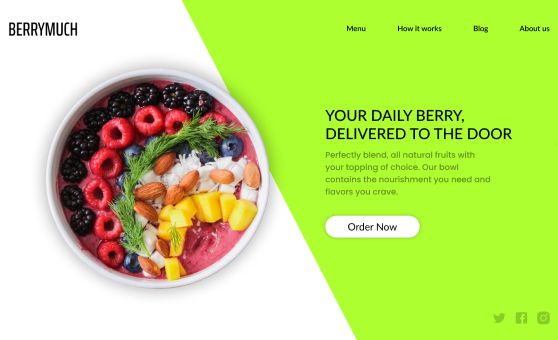 BERRYMUCH
Menu
How it works
Blog
About us
YOUR DAILY BERRY,
DELIVERED TO THE DOOR
Perfectly blend, all natural fruits with
your topping of choice. Our bowl
contains the nourishment you need and
flavors you crave.
Order Now